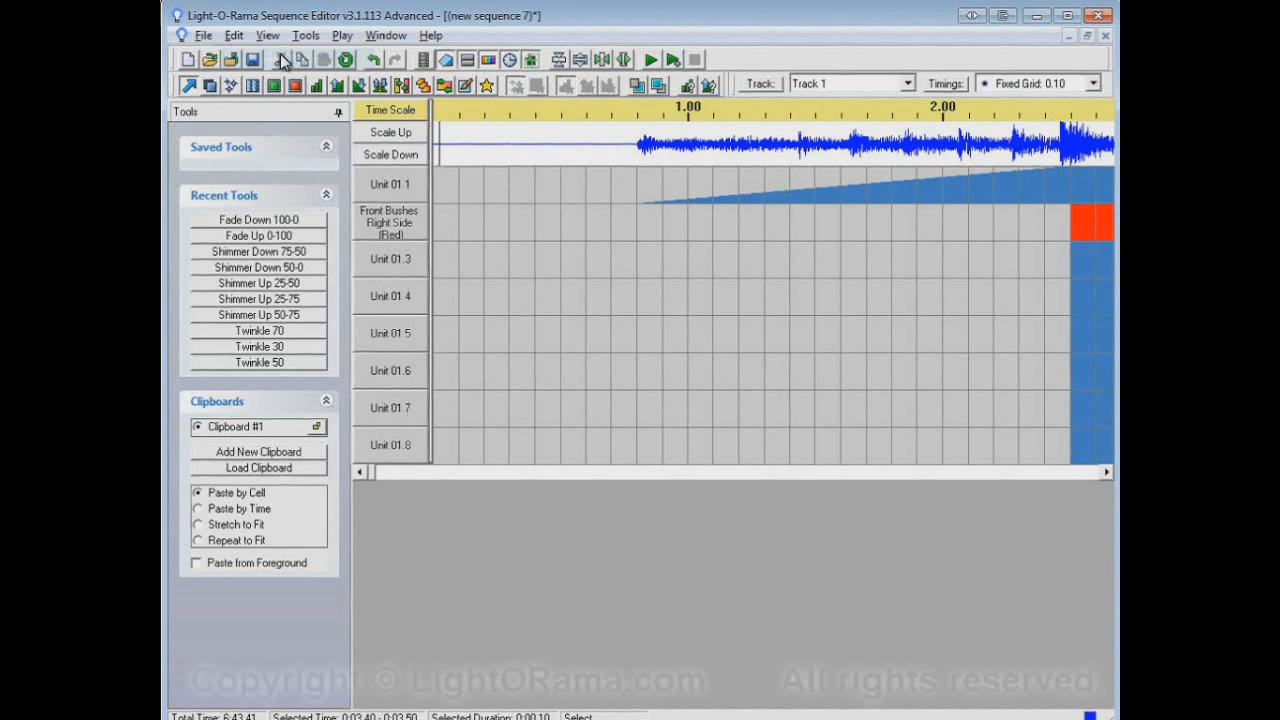 Light-O-Rama Sequence Editor v3.1.113 Advanced - [(new sequence 7)*]
File Edit View Tools Play Window Help
Track: Track 1 Timings: Fixed Grid: 0.10
Tools
Saved Tools
Recent Tools
Fade Down 100-0
Fade Up 0-100
Shimmer Down 75-50
Shimmer Down 50-0
Shimmer Up 25-50
Shimmer Up 25-75
Shimmer Up 50-75
Twinkle 70
Twinkle 30
Twinkle 50
Clipboards
Clipboard #1
Add New Clipboard
Load Clipboard
Paste by Cell
Paste by Time
Stretch to Fit
Repeat to Fit
Paste from Foreground
Time Scale
1.00 2.00
Scale Up
Scale Down
Unit 01.1
Front Bushes
Right Side
(Red)
Unit 01.3
Unit 01.4
Unit 01.5
Unit 01.6
Unit 01.7
Unit 01.8
Copyright © LightORama.com All rights reserved.
Total Time: 6:43.41 Selected Time: 0:03.40 - 0:03.50 Selected Duration: 0:00.10 Select